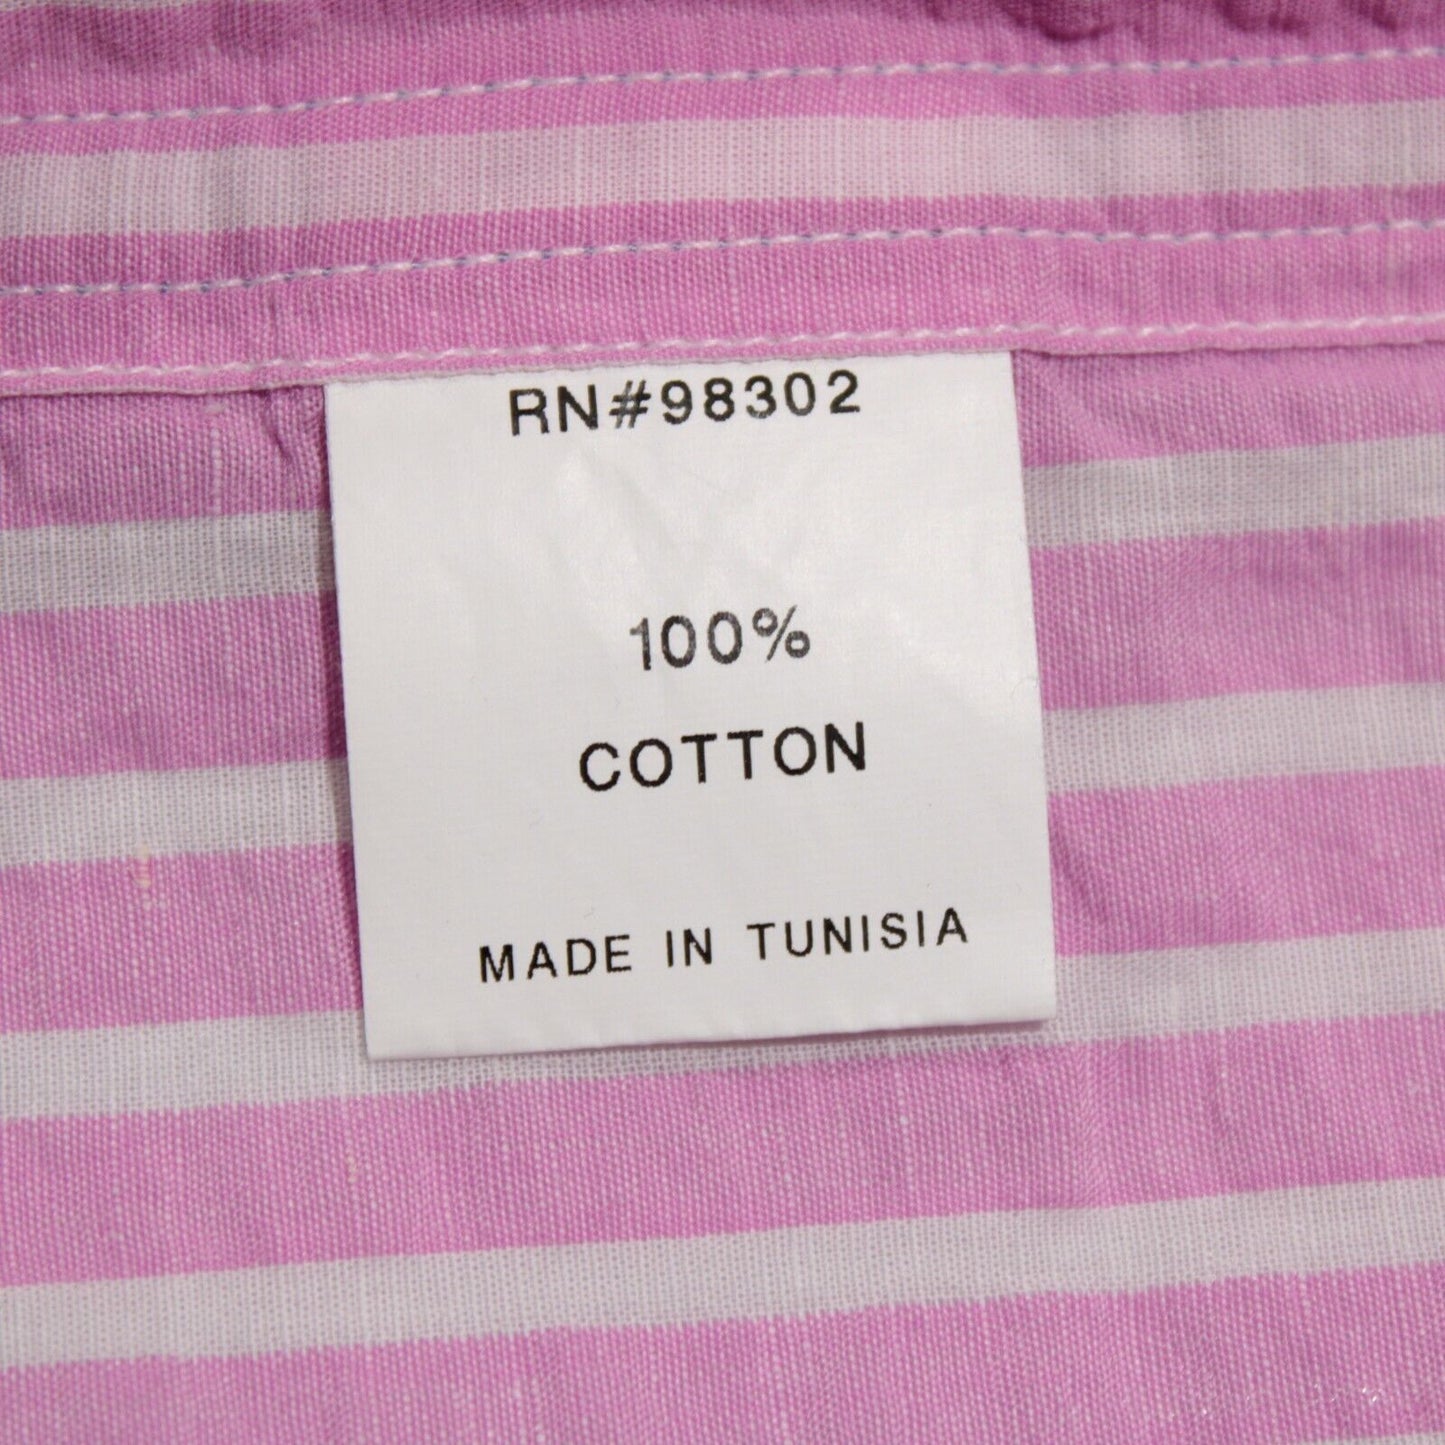 RN#98302
100%
COTTON
MADE IN TUNISIA